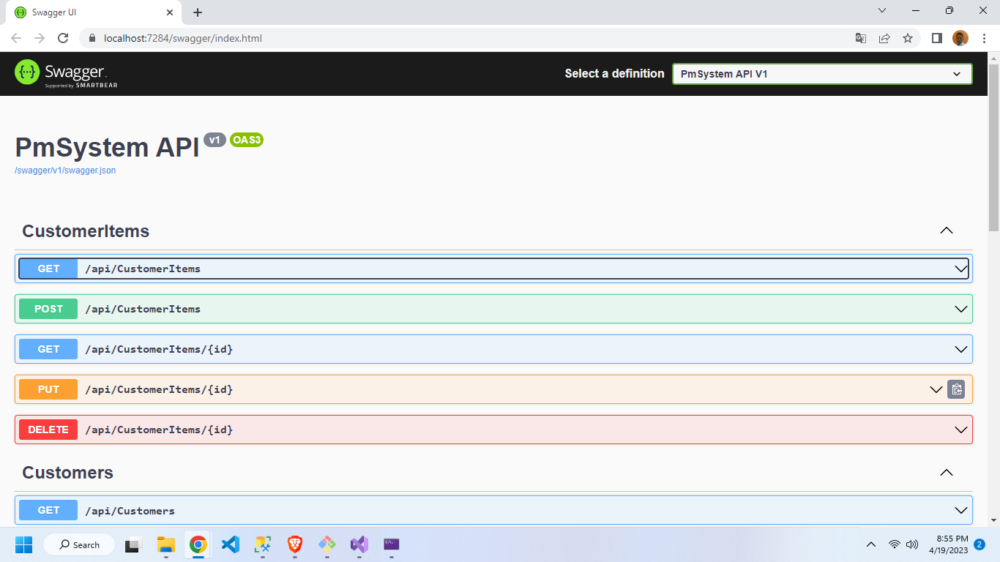 Swagger UI
localhost:7284/swagger/index.html
Swagger
Supported by SMARTBEAR
Select a definition
PmSystem API V1
PmSystem API v1 OAS3
/swagger/v1/swagger.json
CustomerItems
GET /api/CustomerItems
POST /api/CustomerItems
GET /api/CustomerItems/{id}
PUT /api/CustomerItems/{id}
DELETE /api/CustomerItems/{id}
Customers
GET /api/Customers
Search
8:55 PM
4/19/2023
2